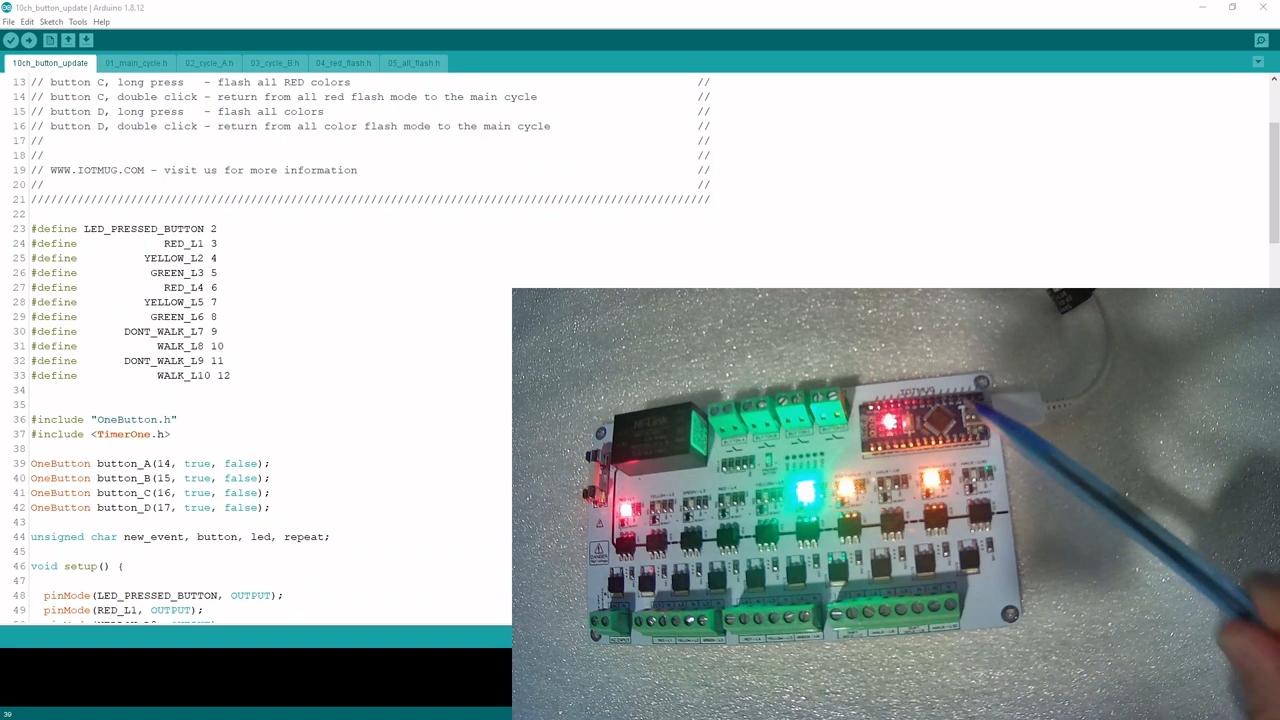 10ch_button_update | Arduino 1.8.12
File Edit Sketch Tools Help
10ch_button_update 01_main_cycle.h 02_cycle_A.h 03_cycle_B.h 04_red_flash.h 05_all_flash.h
13 // button C, long press   - flash all RED colors //
14 // button C, double click - return from all red flash mode to the main cycle //
15 // button D, long press   - flash all colors //
16 // button D, double click - return from all color flash mode to the main cycle //
17 // //
18 // //
19 // WWW.IOTMUG.COM - visit us for more information //
20 // //
21 ///////////////////////////////////////////////////////////////////////////////////////////////////////
22
23 #define LED_PRESSED_BUTTON 2
24 #define RED_L1 3
25 #define YELLOW_L2 4
26 #define GREEN_L3 5
27 #define RED_L4 6
28 #define YELLOW_L5 7
29 #define GREEN_L6 8
30 #define DONT_WALK_L7 9
31 #define WALK_L8 10
32 #define DONT_WALK_L9 11
33 #define WALK_L10 12
34
35
36 #include "OneButton.h"
37 #include <TimerOne.h>
38
39 OneButton button_A(14, true, false);
40 OneButton button_B(15, true, false);
41 OneButton button_C(16, true, false);
42 OneButton button_D(17, true, false);
43
44 unsigned char new_event, button, led, repeat;
45
46 void setup() {
47
48 pinMode(LED_PRESSED_BUTTON, OUTPUT);
49 pinMode(RED_L1, OUTPUT);
39